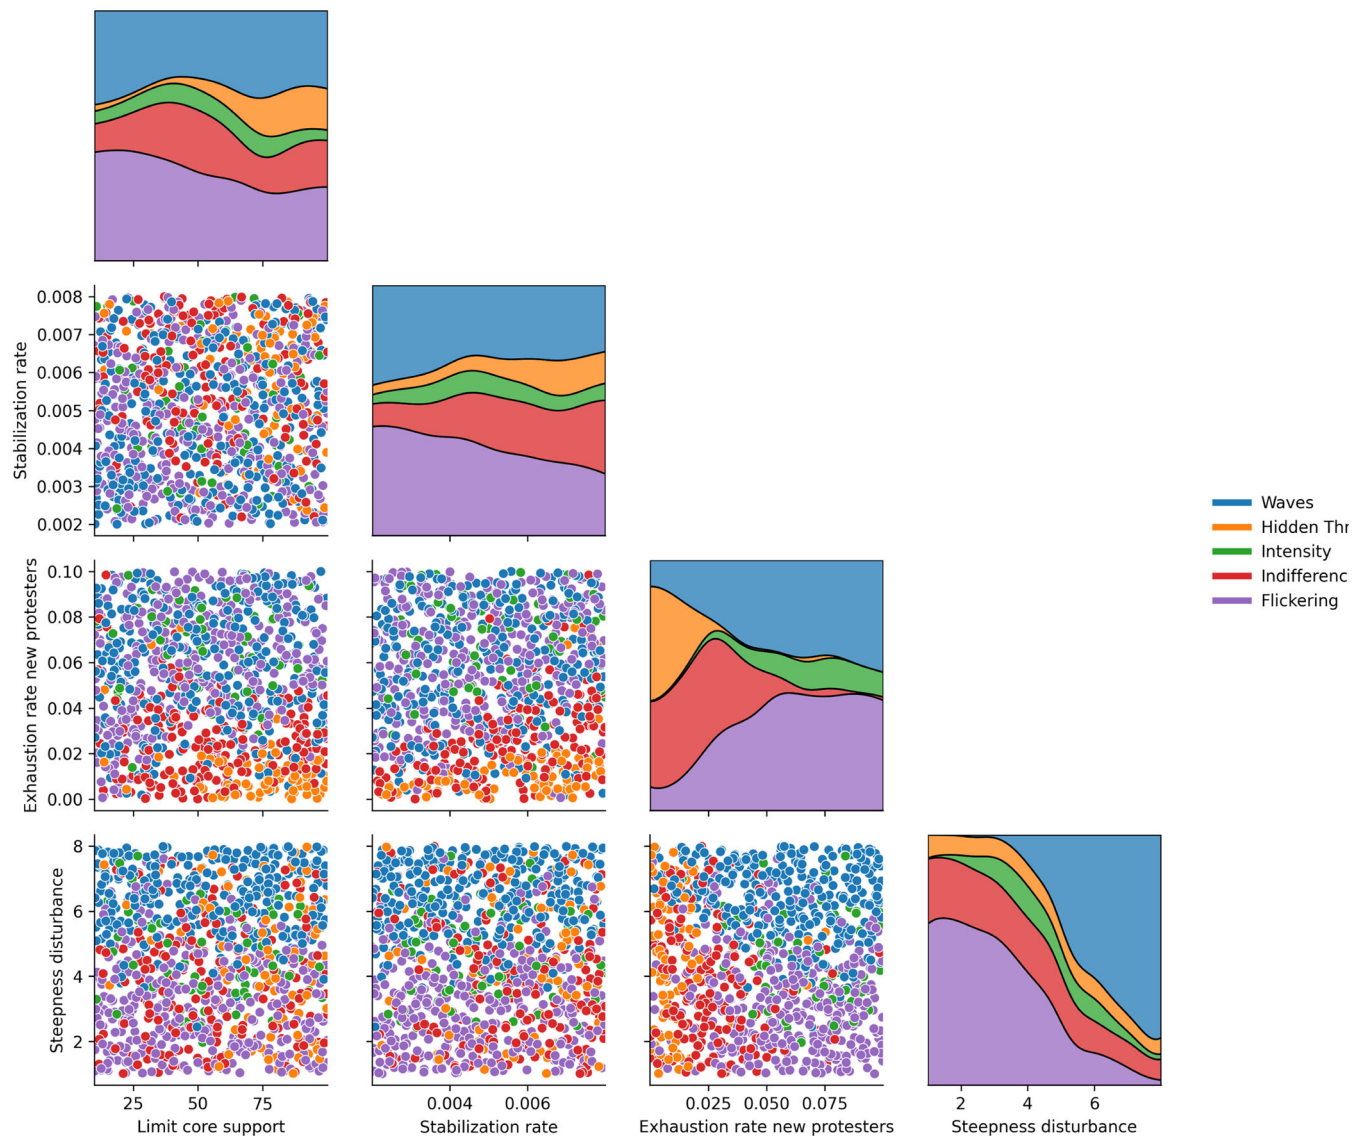 0.008
0.007
0.006
0.005
0.004
0.003
0.002
Stabilization rate
Waves
Hidden Thr
Intensity
Indifferenc
Flickering
0.10
0.08
0.06
0.04
0.02
0.00
Exhaustion rate new protesters
8
6
4
2
Steepness disturbance
25 50 75
0.004 0.006
0.025 0.050 0.075
2 4 6
Limit core support
Stabilization rate
Exhaustion rate new protesters
Steepness disturbance